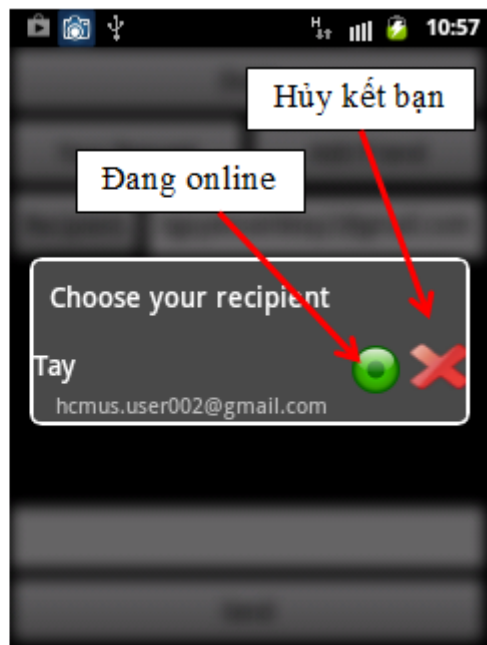 H
10:57
Hủy kết bạn
Đang online
Choose your recipient
Tay
hcmus.user002@gmail.com